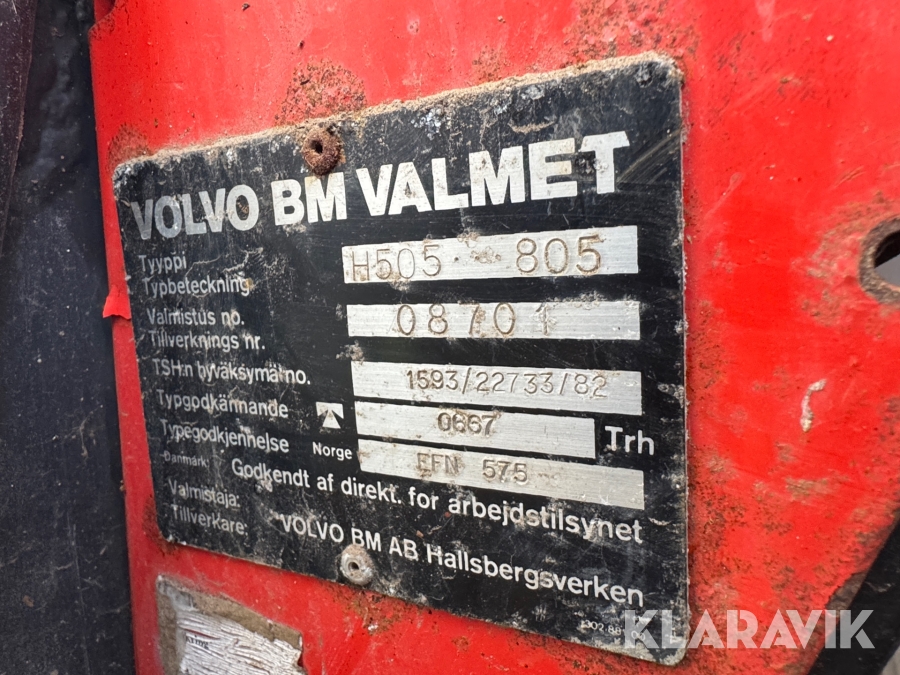 VOLVO BM VALMET
Tyyppi
Typbeteckning
H505 - 805
Valmistus no.
Tillverknings nr.
08701
TSH:n hyväksymä no.
1593/22733/82
Typgodkännande
0667
Trh
Typegodkjennelse
Norge
EFN 575
Danmark:
Godkendt af direkt. for arbejdstilsynet
Valmistaja:
Tillverkare:
VOLVO BM AB Hallsbergsverken
KLARAVIK